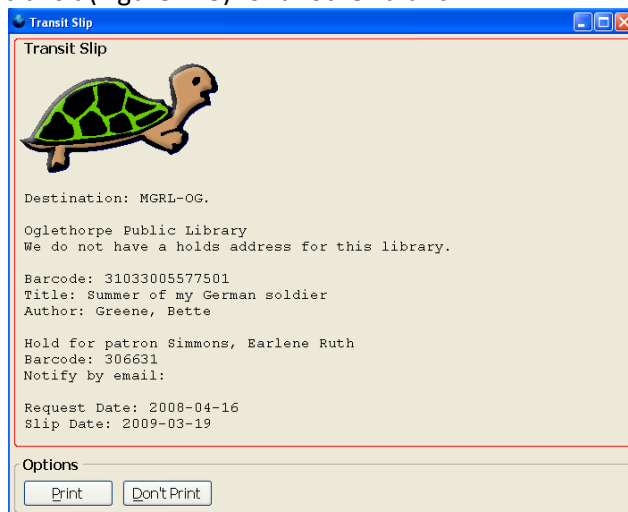 Transit Slip
Transit Slip
Destination: MGRL-OG.
Oglethorpe Public Library
We do not have a holds address for this library.
Barcode: 31033005577501
Title: Summer of my German soldier
Author: Greene, Bette
Hold for patron Simmons, Earlene Ruth
Barcode: 306631
Notify by email:
Request Date: 2008-04-16
Slip Date: 2009-03-19
Options
Print Don't Print